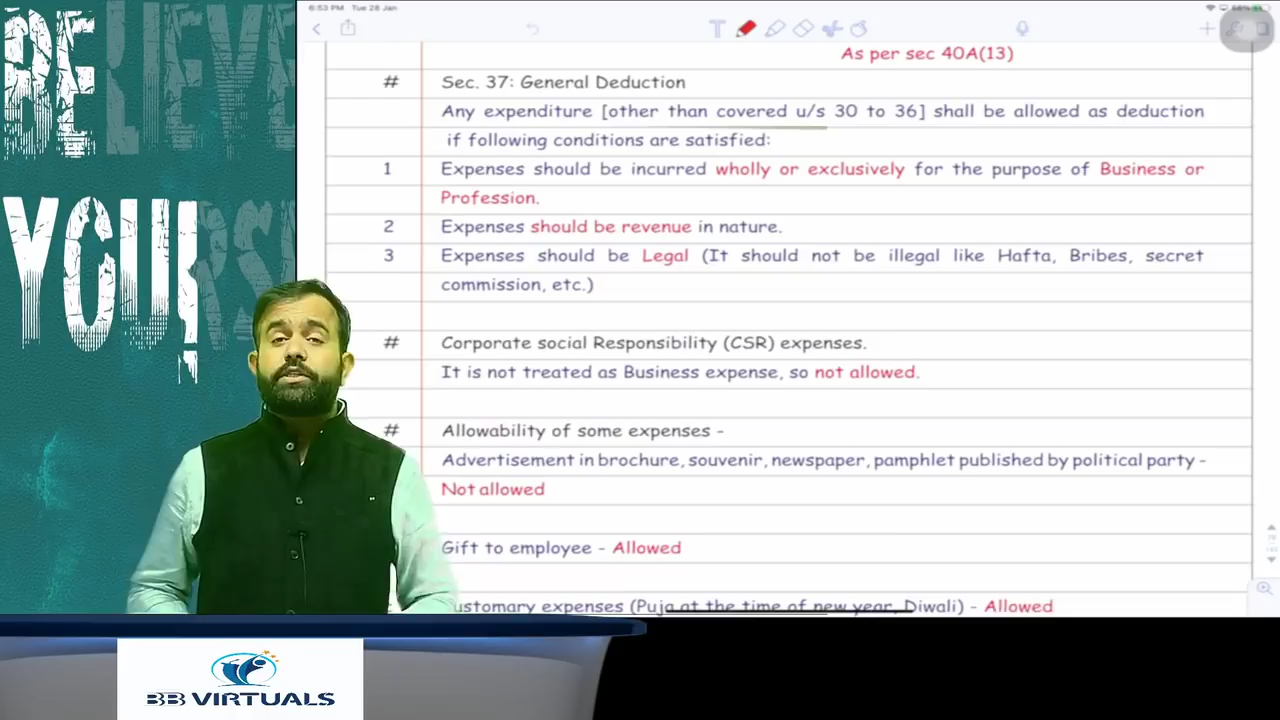 6:53 PM Tue 28 Jan
BELIEVE
YOURS
As per sec 40A(13)
# Sec. 37: General Deduction
Any expenditure [other than covered u/s 30 to 36] shall be allowed as deduction
if following conditions are satisfied:
1 Expenses should be incurred wholly or exclusively for the purpose of Business or
Profession.
2 Expenses should be revenue in nature.
3 Expenses should be Legal (It should not be illegal like Hafta, Bribes, secret
commission, etc.)
# Corporate social Responsibility (CSR) expenses.
It is not treated as Business expense, so not allowed.
# Allowability of some expenses -
Advertisement in brochure, souvenir, newspaper, pamphlet published by political party -
Not allowed
Gift to employee - Allowed
ustomary expenses (Puja at the time of new year, Diwali) - Allowed
BB VIRTUALS